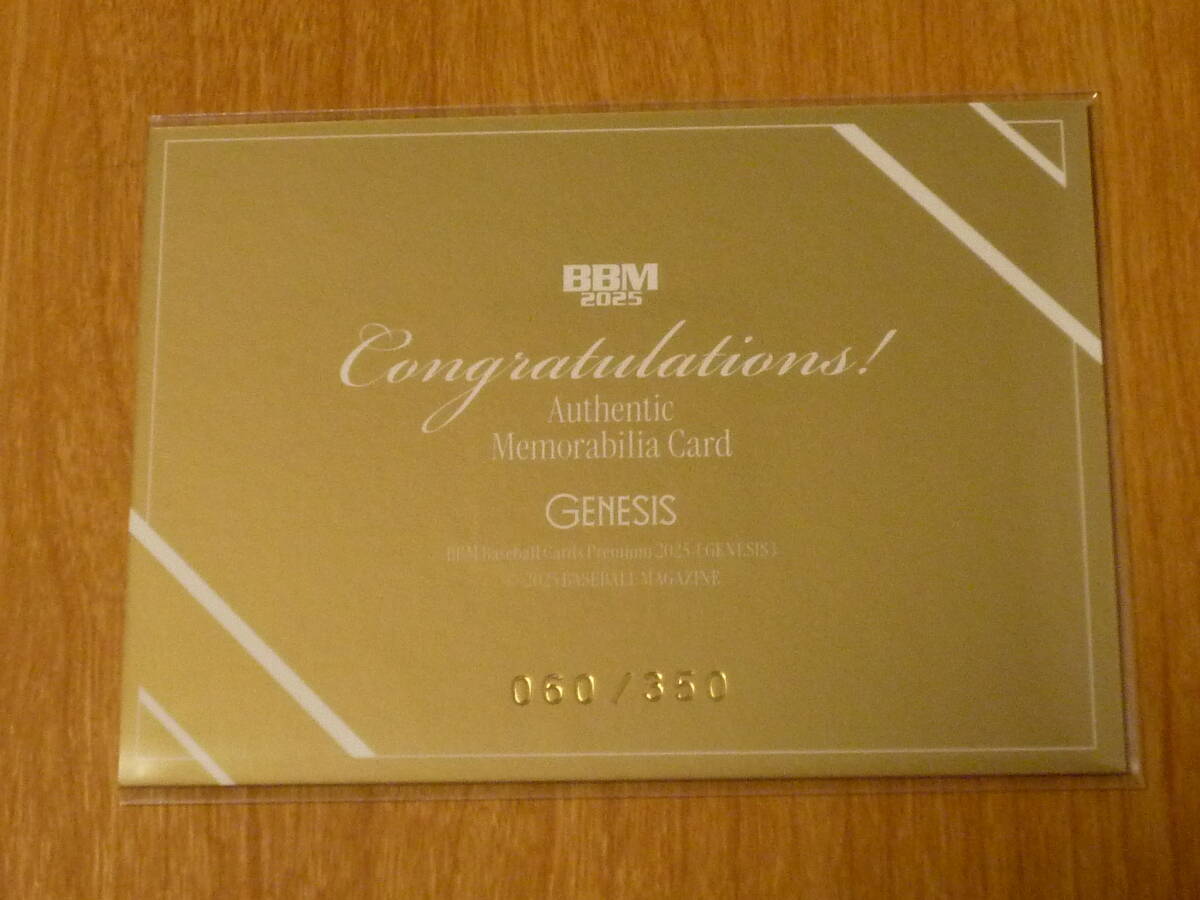 BBM
2025
Congratulations!
Authentic
Memorabilia Card
GENESIS
BBM Baseball Cards Premium 2025 [GENESIS]
© 2025 BASEBALL MAGAZINE
060/350